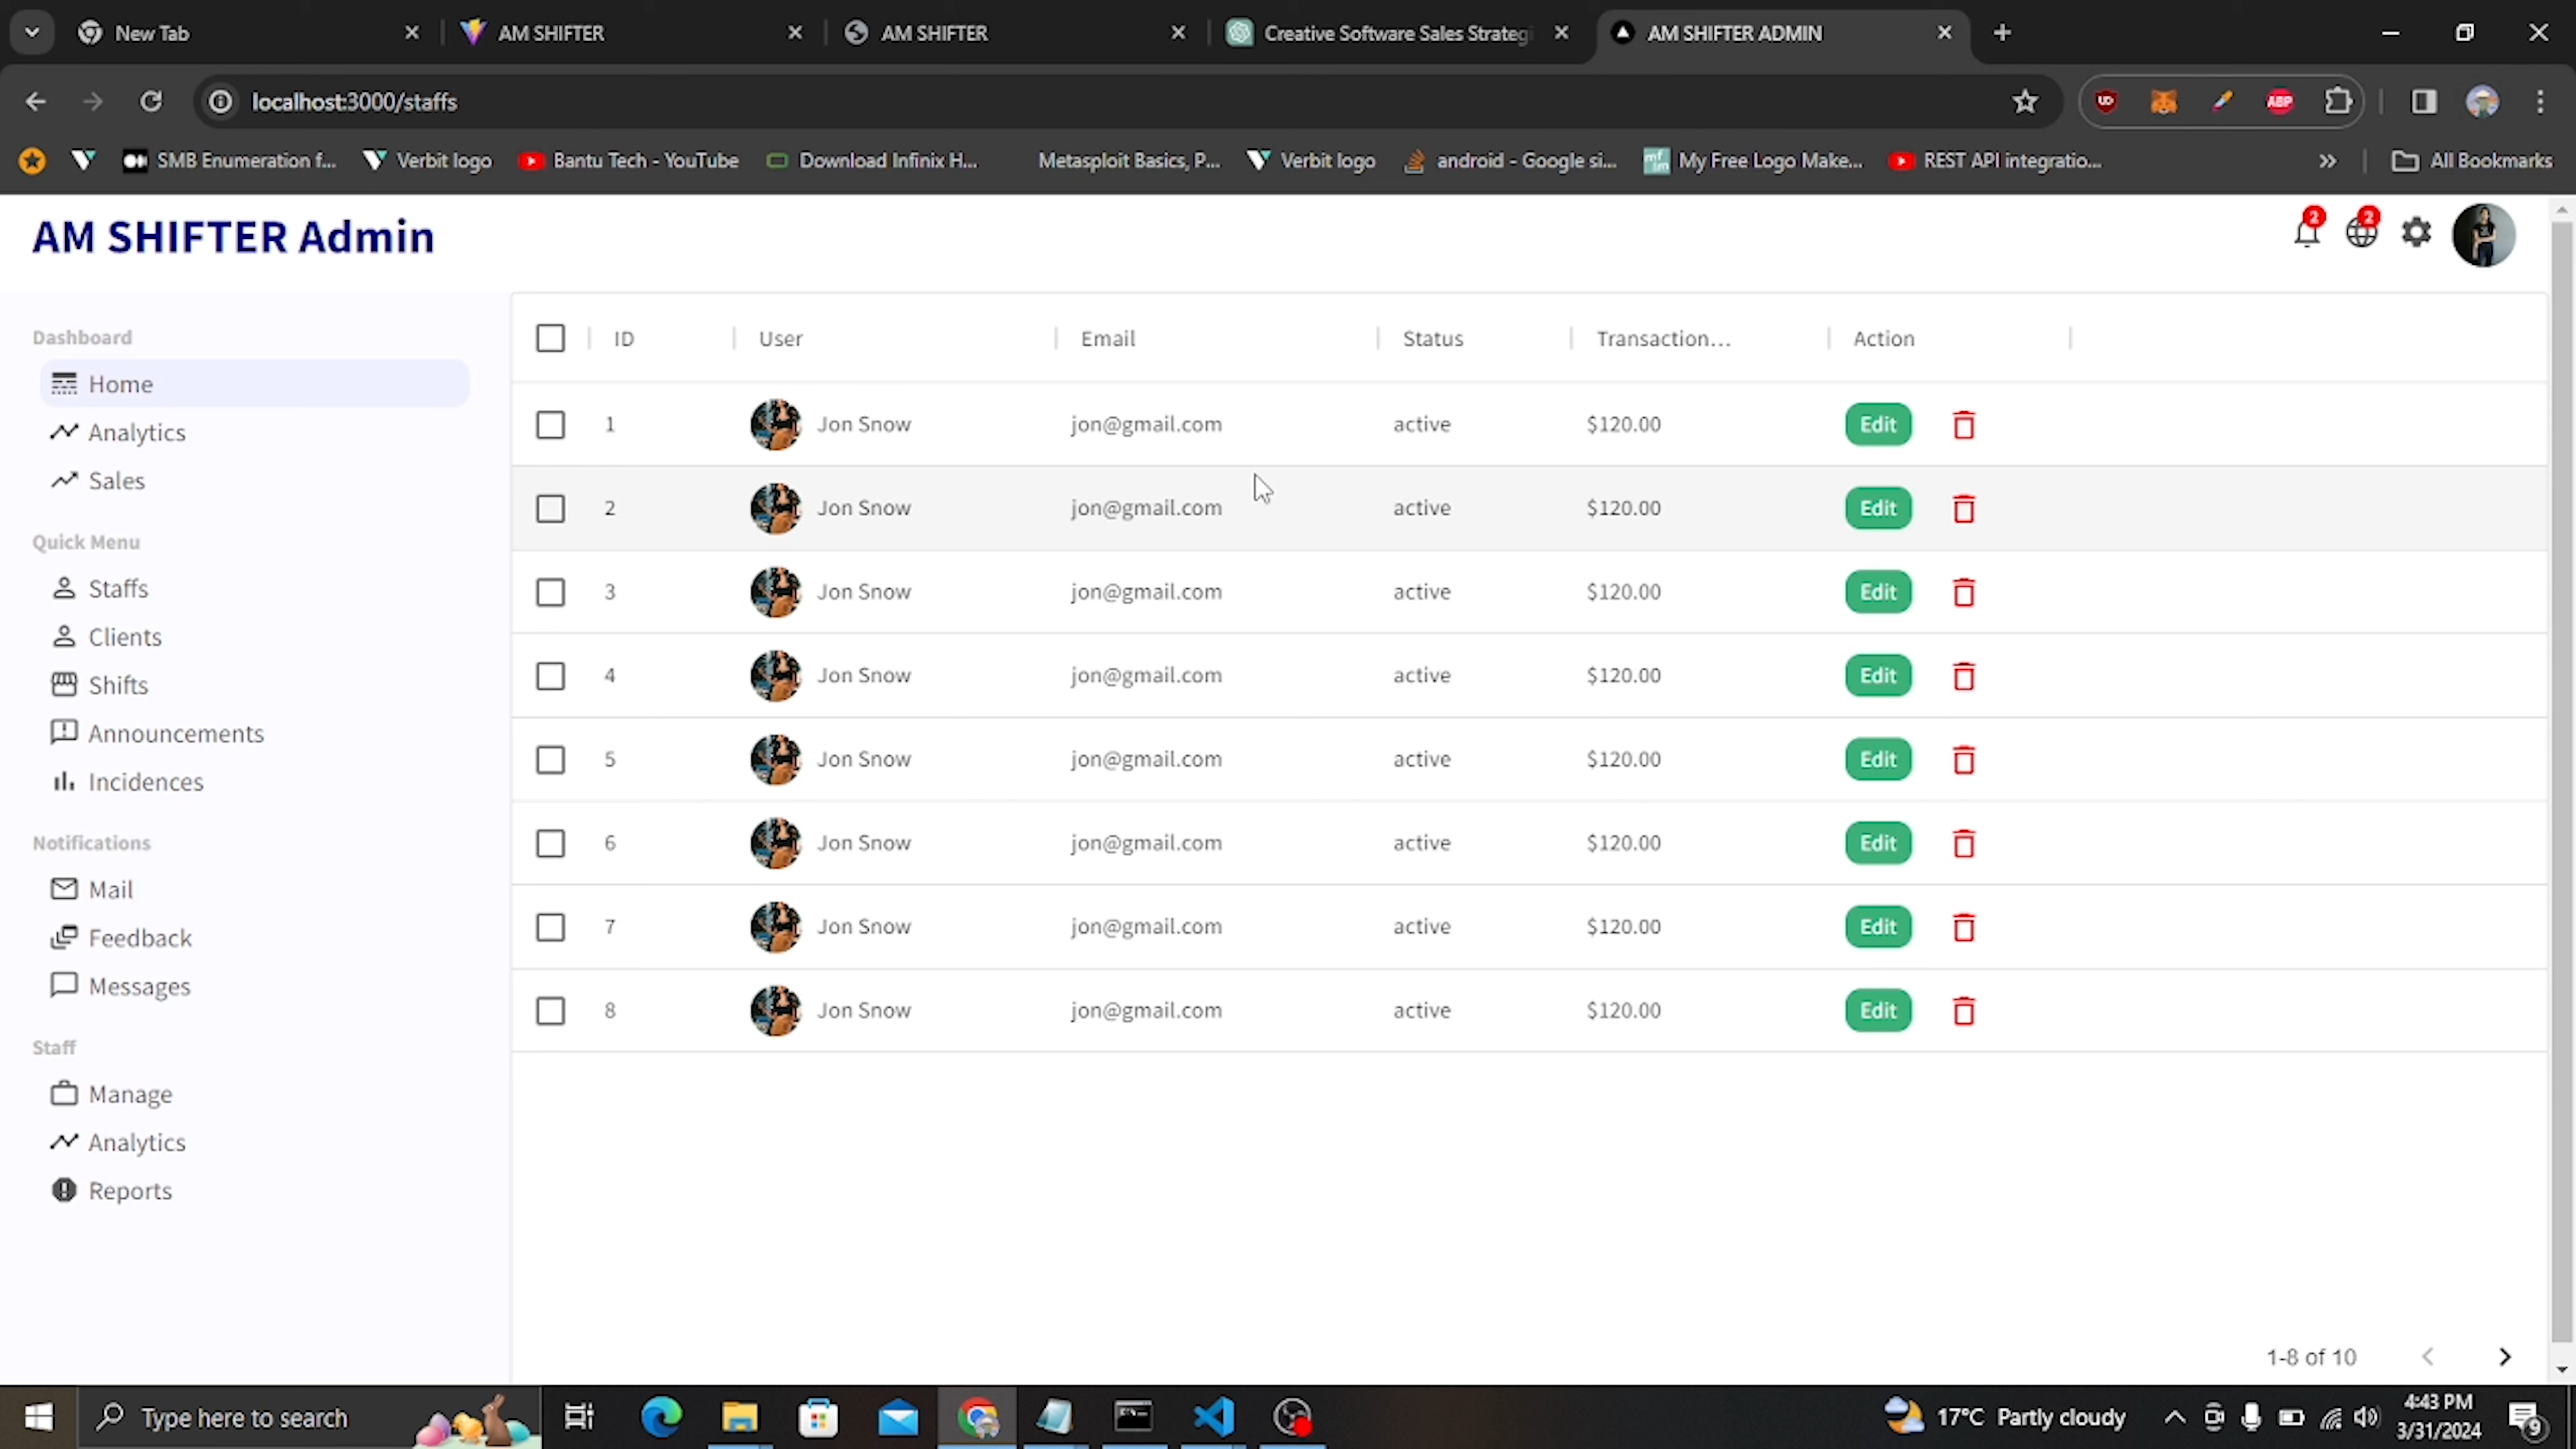 New Tab
AM SHIFTER
AM SHIFTER
Creative Software Sales Strategi
AM SHIFTER ADMIN
localhost:3000/staffs
UD
ABP
SMB Enumeration f...
Verbit logo
Bantu Tech - YouTube
Download Infinix H...
Metasploit Basics, P...
Verbit logo
android - Google si...
mf lm
My Free Logo Make...
REST API integratio...
»
All Bookmarks
AM SHIFTER Admin
2
2
Dashboard
Home
Analytics
Sales
Quick Menu
Staffs
Clients
Shifts
Announcements
Incidences
Notifications
Mail
Feedback
Messages
Staff
Manage
Analytics
Reports
ID User Email Status Transaction... Action
1 Jon Snow jon@gmail.com active $120.00 Edit
2 Jon Snow jon@gmail.com active $120.00 Edit
3 Jon Snow jon@gmail.com active $120.00 Edit
4 Jon Snow jon@gmail.com active $120.00 Edit
5 Jon Snow jon@gmail.com active $120.00 Edit
6 Jon Snow jon@gmail.com active $120.00 Edit
7 Jon Snow jon@gmail.com active $120.00 Edit
8 Jon Snow jon@gmail.com active $120.00 Edit
1-8 of 10
Type here to search
17°C Partly cloudy
4:43 PM
3/31/2024
9